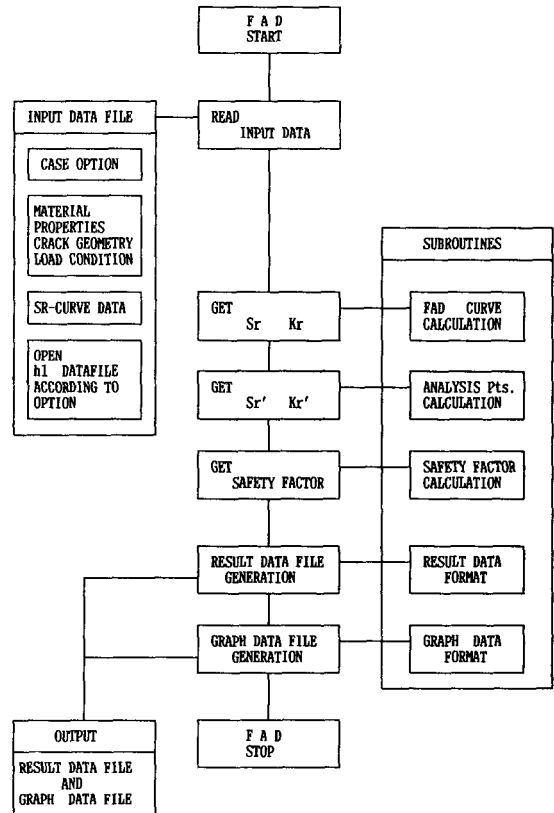 F A D
START
INPUT DATA FILE
CASE OPTION
MATERIAL
PROPERTIES
CRACK GEOMETRY
LOAD CONDITION
SR-CURVE DATA
OPEN
h1 DATAFILE
ACCORDING TO
OPTION
READ
INPUT DATA
GET
Sr Kr
GET
Sr' Kr'
GET
SAFETY FACTOR
RESULT DATA FILE
GENERATION
GRAPH DATA FILE
GENERATION
F A D
STOP
SUBROUTINES
FAD CURVE
CALCULATION
ANALYSIS Pts.
CALCULATION
SAFETY FACTOR
CALCULATION
RESULT DATA
FORMAT
GRAPH DATA
FORMAT
OUTPUT
RESULT DATA FILE
AND
GRAPH DATA FILE